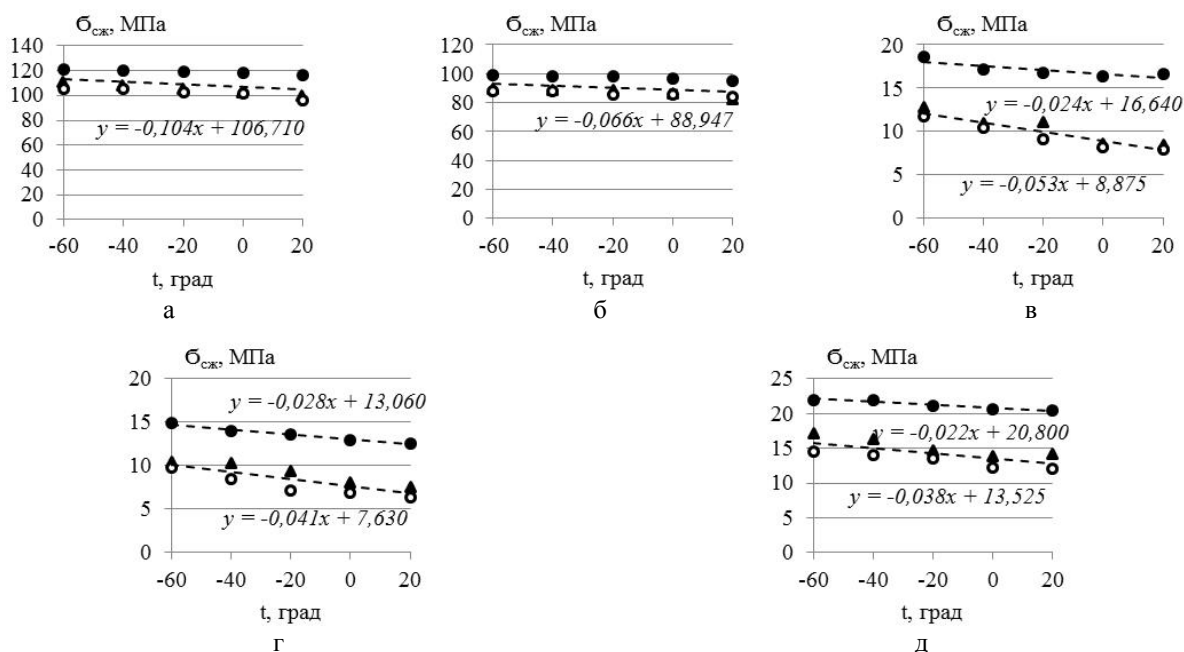 Ϭсж, МПа
140
120
100
80
60
40
20
0
y = -0,104x + 106,710
-60 -40 -20 0 20
t, град
а
Ϭсж, МПа
120
100
80
60
40
20
0
y = -0,066x + 88,947
-60 -40 -20 0 20
t, град
б
Ϭсж, МПа
20
15
10
5
0
y = -0,024x + 16,640
y = -0,053x + 8,875
-60 -40 -20 0 20
t, град
в
Ϭсж, МПа
20
15
10
5
0
y = -0,028x + 13,060
y = -0,041x + 7,630
-60 -40 -20 0 20
t, град
г
Ϭсж, МПа
25
20
15
10
5
0
y = -0,022x + 20,800
y = -0,038x + 13,525
-60 -40 -20 0 20
t, град
д